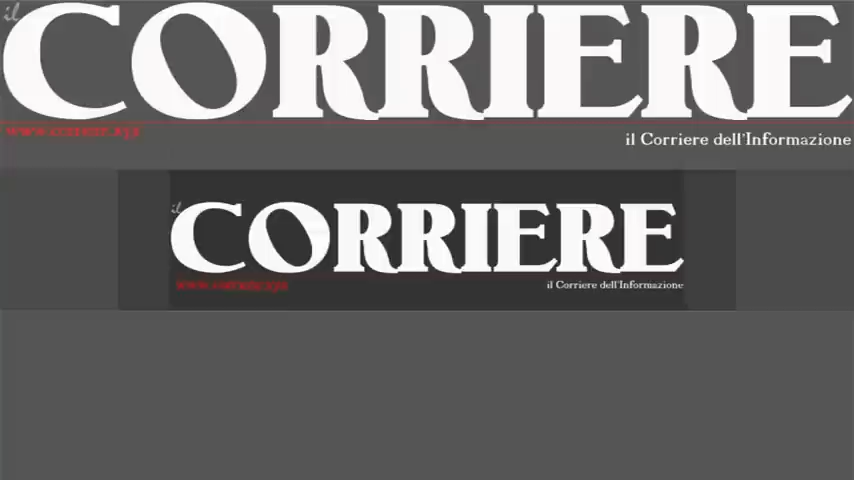 il
CORRIERE
il Corriere dell'Informazione
il
CORRIERE
il Corriere dell'Informazione